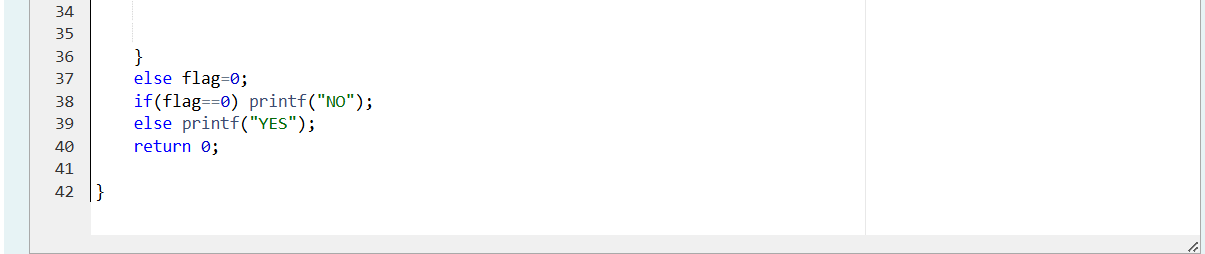 34
35
36 }
37 else flag=0;
38 if(flag==0) printf("NO");
39 else printf("YES");
40 return 0;
41
42 }